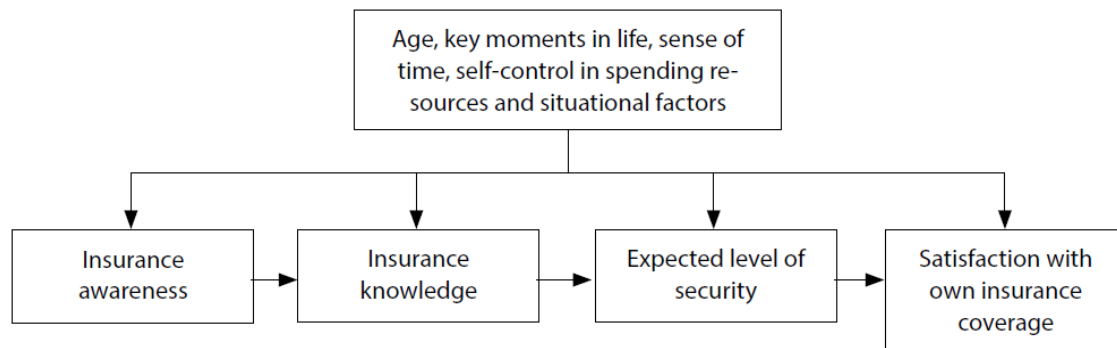 Age, key moments in life, sense of
time, self-control in spending re-
sources and situational factors
Insurance
awareness
Insurance
knowledge
Expected level of
security
Satisfaction with
own insurance
coverage